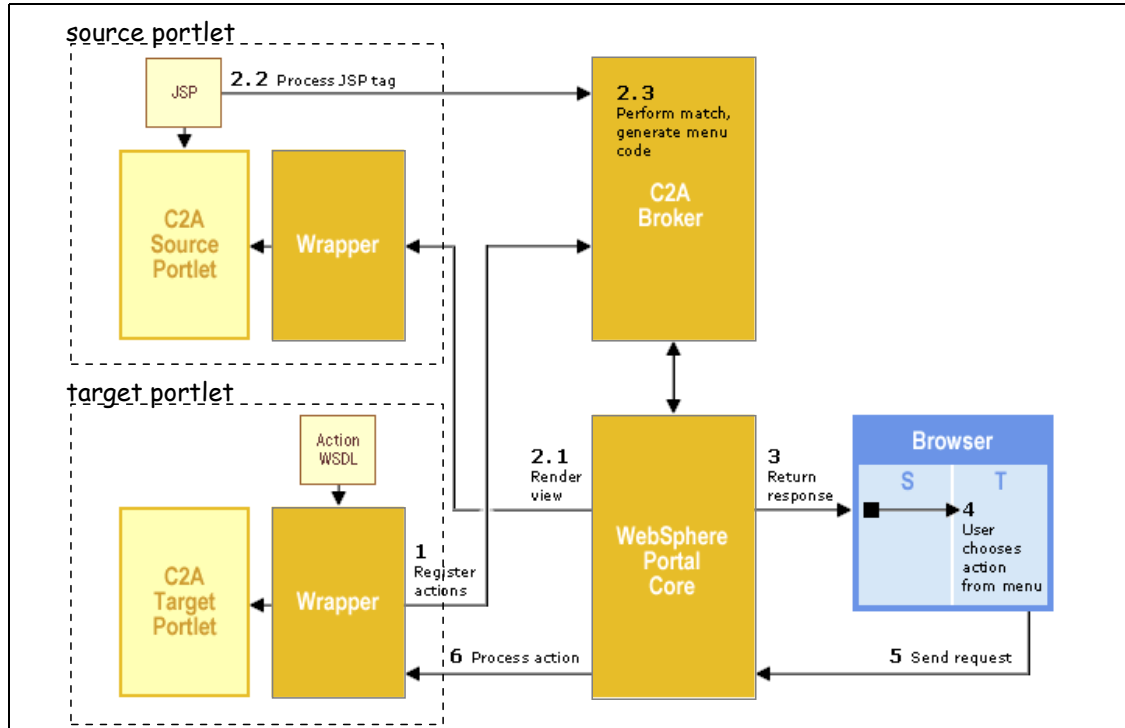 source portlet
JSP
2.2 Process JSP tag
C2A
Source
Portlet
Wrapper
2.3
Perform match,
generate menu
code
C2A
Broker
target portlet
Action
WSDL
C2A
Target
Portlet
Wrapper
1
Register
actions
2.1
Render
view
WebSphere
Portal
Core
3
Return
response
Browser
S T
4
User
chooses
action
from menu
5 Send request
6 Process action